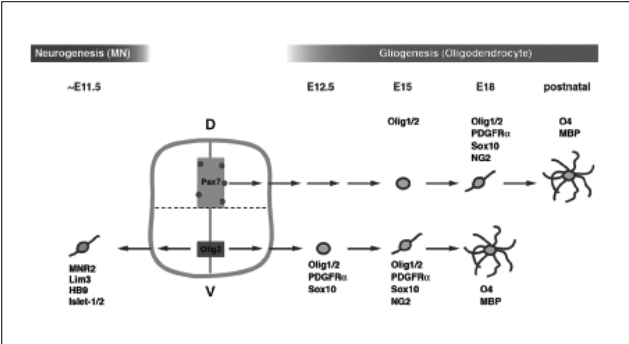 Neurogenesis (MN)
Gliogenesis (Oligodendrocyte)
~E11.5
E12.5
E15
E18
postnatal
D
Olig1/2
Olig1/2
PDGFRα
Sox10
NG2
O4
MBP
Pax7
Olig2
V
MNR2
Lim3
HB9
Islet-1/2
Olig1/2
PDGFRα
Sox10
Olig1/2
PDGFRα
Sox10
NG2
O4
MBP